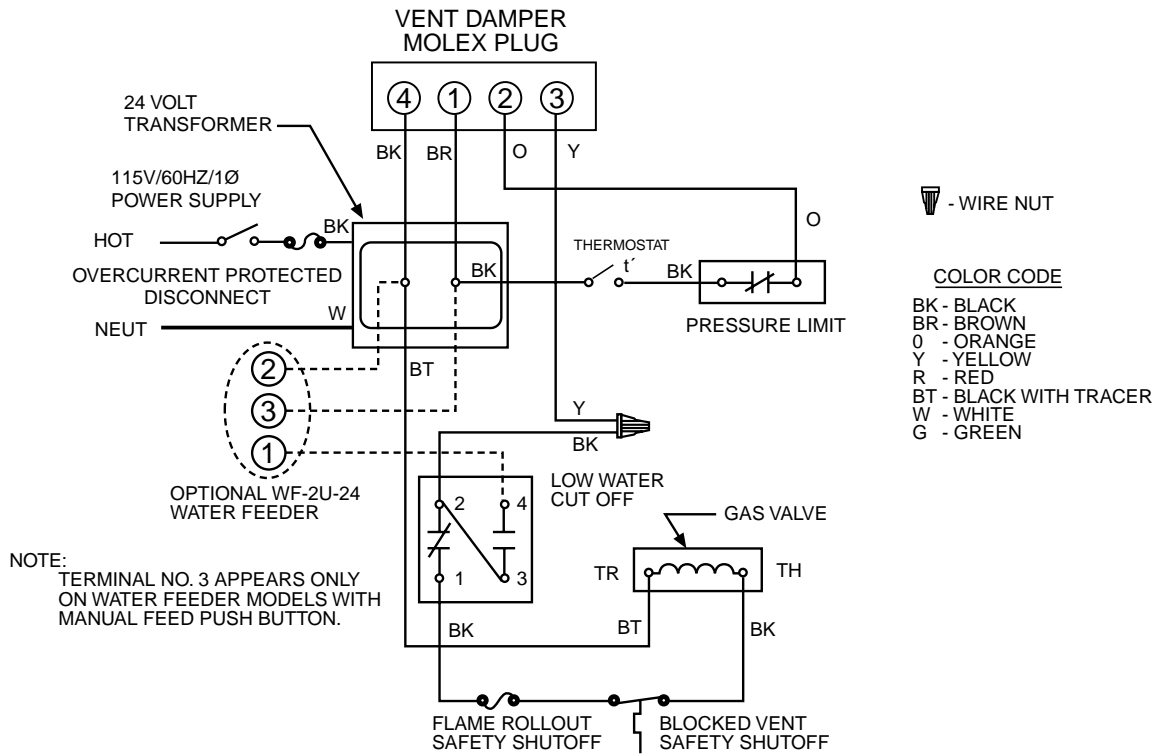 VENT DAMPER
MOLEX PLUG
4 1 2 3
24 VOLT
TRANSFORMER
BK BR O Y
115V/60HZ/1Ø
POWER SUPPLY
HOT
BK
OVERCURRENT PROTECTED
DISCONNECT
NEUT
W
BK
THERMOSTAT
t´
BK
O
PRESSURE LIMIT
- WIRE NUT
COLOR CODE
BK - BLACK
BR - BROWN
0 - ORANGE
Y - YELLOW
R - RED
BT - BLACK WITH TRACER
W - WHITE
G - GREEN
BT
2
3
1
OPTIONAL WF-2U-24
WATER FEEDER
Y
BK
LOW WATER
CUT OFF
2 4
1 3
NOTE:
TERMINAL NO. 3 APPEARS ONLY
ON WATER FEEDER MODELS WITH
MANUAL FEED PUSH BUTTON.
GAS VALVE
TR TH
BK
BT
BK
FLAME ROLLOUT
SAFETY SHUTOFF
BLOCKED VENT
SAFETY SHUTOFF